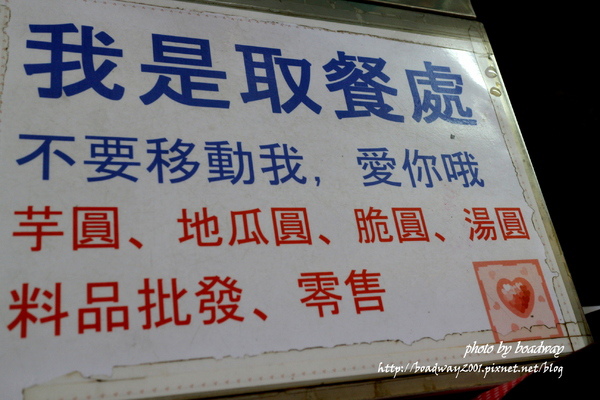 我是取餐處
不要移動我，愛你哦
芋圓、地瓜圓、脆圓、湯圓
料品批發、零售
photo by boadway
http://boadway2001.pixnet.net/blog